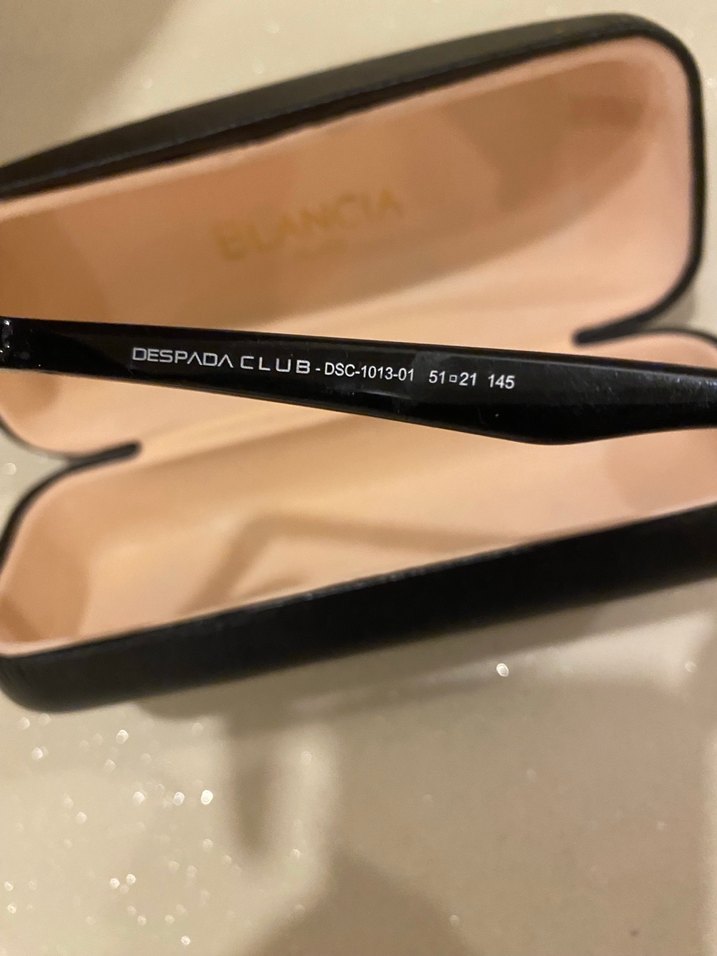 BLANCIA
DESPADA CLUB - DSC-1013-01 51□21 145